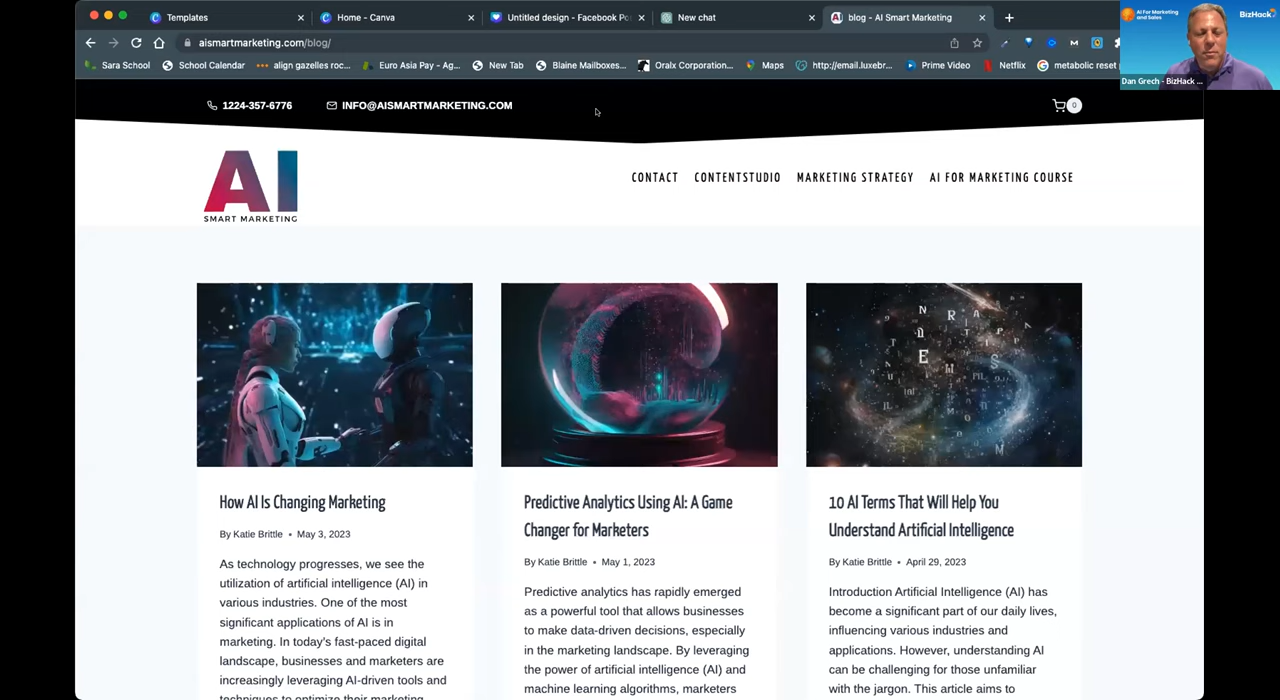 Templates
Home - Canva
Untitled design - Facebook Po
New chat
blog - AI Smart Marketing
aismartmarketing.com/blog/
Sara School
School Calendar
align gazelles roc...
Euro Asia Pay - Ag...
New Tab
Blaine Mailboxes...
Oralx Corporation...
Maps
http://email.luxebr...
Prime Video
Netflix
metabolic reset
AI For Marketing
and Sales
BizHack
Dan Grech - BizHack ...
1224-357-6776
INFO@AISMARTMARKETING.COM
0
AI
SMART MARKETING
CONTACT
CONTENTSTUDIO
MARKETING STRATEGY
AI FOR MARKETING COURSE
How AI Is Changing Marketing
By Katie Brittle • May 3, 2023
As technology progresses, we see the
utilization of artificial intelligence (AI) in
various industries. One of the most
significant applications of AI is in
marketing. In today's fast-paced digital
landscape, businesses and marketers are
increasingly leveraging AI-driven tools and
techniques to optimize their marketing
Predictive Analytics Using AI: A Game
Changer for Marketers
By Katie Brittle • May 1, 2023
Predictive analytics has rapidly emerged
as a powerful tool that allows businesses
to make data-driven decisions, especially
in the marketing landscape. By leveraging
the power of artificial intelligence (AI) and
machine learning algorithms, marketers
10 AI Terms That Will Help You
Understand Artificial Intelligence
By Katie Brittle • April 29, 2023
Introduction Artificial Intelligence (AI) has
become a significant part of our daily lives,
influencing various industries and
applications. However, understanding AI
can be challenging for those unfamiliar
with the jargon. This article aims to